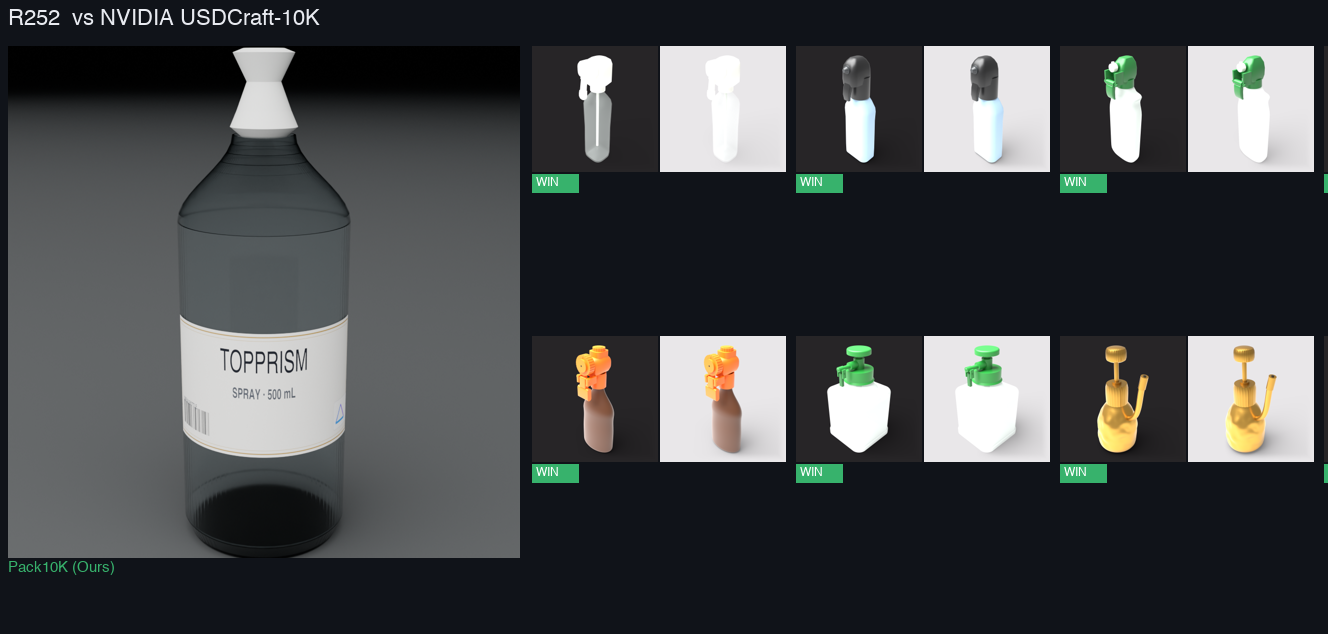 R252 vs NVIDIA USDCraft-10K
TOPPRISM
SPRAY · 500 mL
WIN
WIN
WIN
WIN
WIN
WIN
Pack10K (Ours)